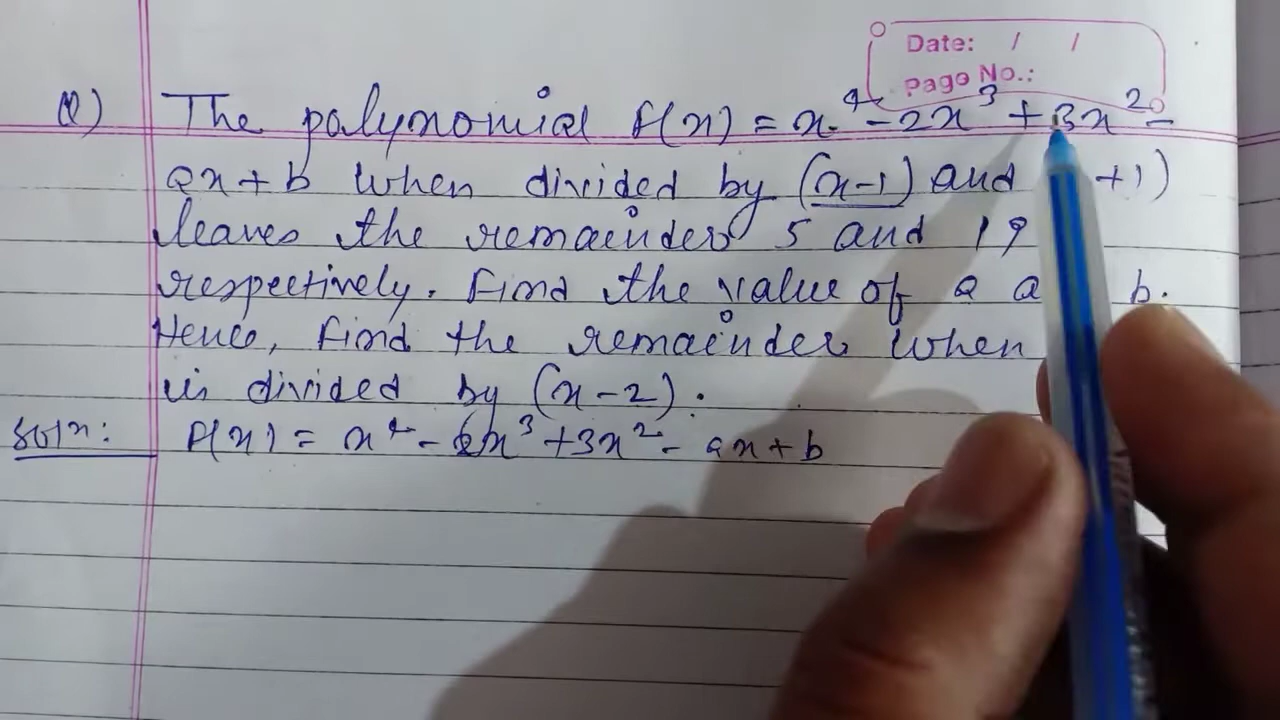 Date: / /
Page No.:
Q) The polynomial f(x) = x⁴ - 2x³ + 3x² -
ax + b when divided by (x-1) and +1)
leaves the remainder 5 and 19
respectively. Find the value of a a b.
Hence, find the remainder when
is divided by (x-2).
Soln: f(x) = x⁴ - 2x³ + 3x² - ax + b